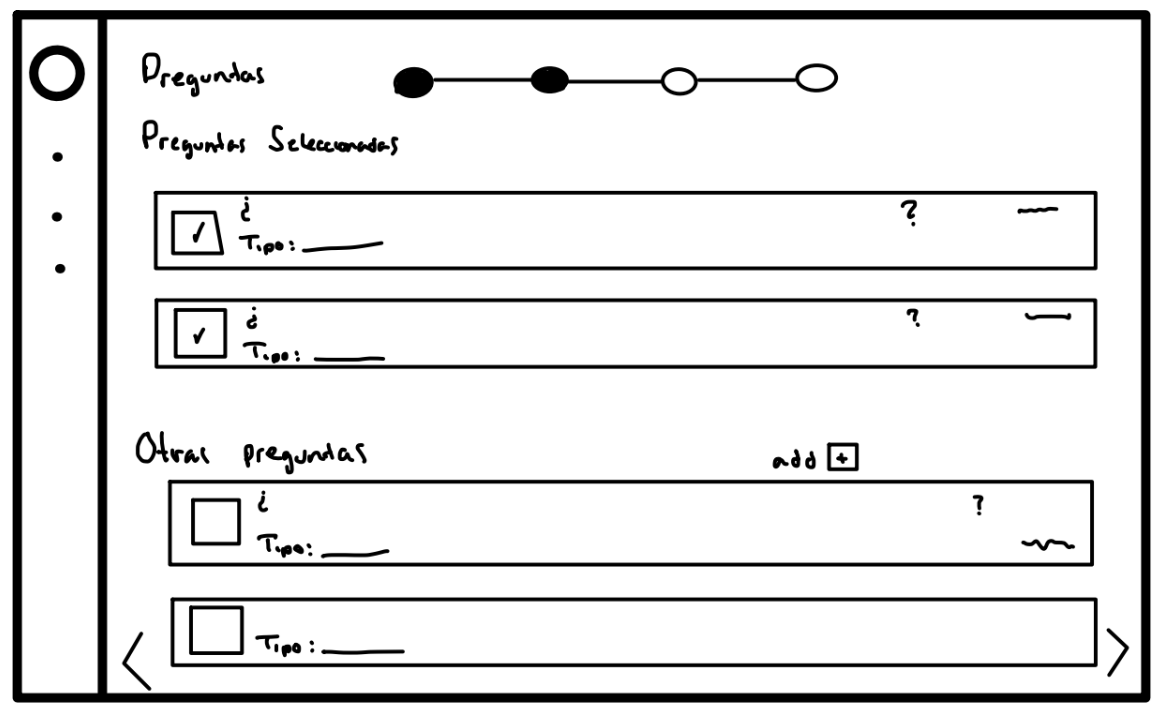 Preguntas
Preguntas Seleccionadas
¿ ?
Tipo:
¿ ?
Tipo:
Otras preguntas add +
¿ ?
Tipo:
Tipo: